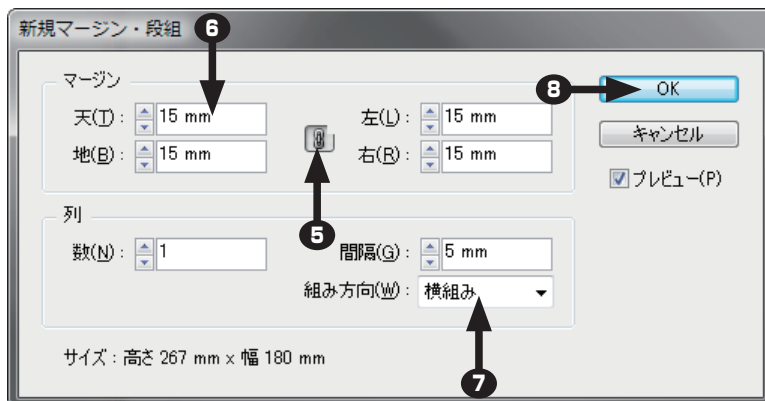 新規マージン・段組
6
マージン
天(T): 15 mm
地(B): 15 mm
左(L): 15 mm
右(R): 15 mm
8
OK
キャンセル
プレビュー(P)
5
列
数(N): 1
間隔(G): 5 mm
組み方向(W): 横組み
7
サイズ:高さ 267 mm x 幅 180 mm